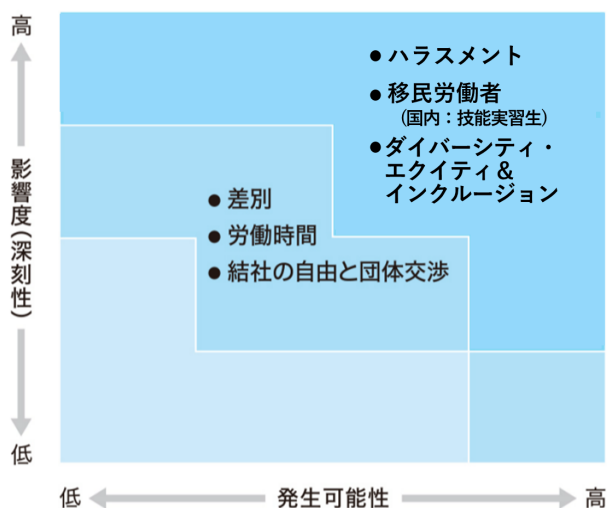 高
影響度(深刻性)
低
● ハラスメント
● 移民労働者
(国内：技能実習生)
●ダイバーシティ・
エクイティ＆
インクルージョン
● 差別
● 労働時間
● 結社の自由と団体交渉
低
発生可能性
高